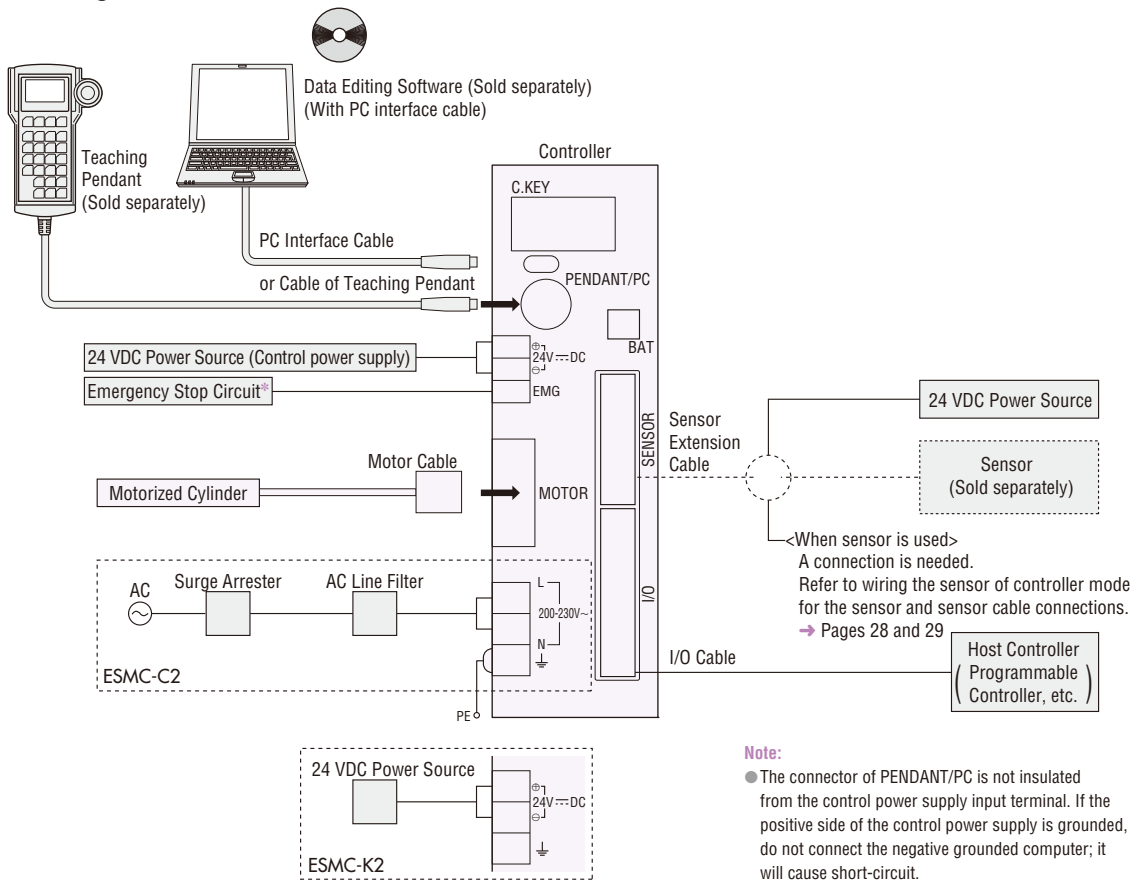 Data Editing Software (Sold separately)
(With PC interface cable)
Teaching
Pendant
(Sold separately)
Controller
C.KEY
PC Interface Cable
or Cable of Teaching Pendant
PENDANT/PC
BAT
24 VDC Power Source (Control power supply)
⊕
24V⎓DC
⊖
Emergency Stop Circuit*
EMG
SENSOR
Sensor
Extension
Cable
24 VDC Power Source
Sensor
(Sold separately)
Motor Cable
Motorized Cylinder
MOTOR
<When sensor is used>
A connection is needed.
Refer to wiring the sensor of controller mode
for the sensor and sensor cable connections.
→ Pages 28 and 29
AC
Surge Arrester
AC Line Filter
L
200-230V~
N
I/O
ESMC-C2
PE
I/O Cable
Host Controller
(Programmable
Controller, etc.)
24 VDC Power Source
⊕
24V⎓DC
⊖
ESMC-K2
Note:
● The connector of PENDANT/PC is not insulated
from the control power supply input terminal. If the
positive side of the control power supply is grounded,
do not connect the negative grounded computer; it
will cause short-circuit.